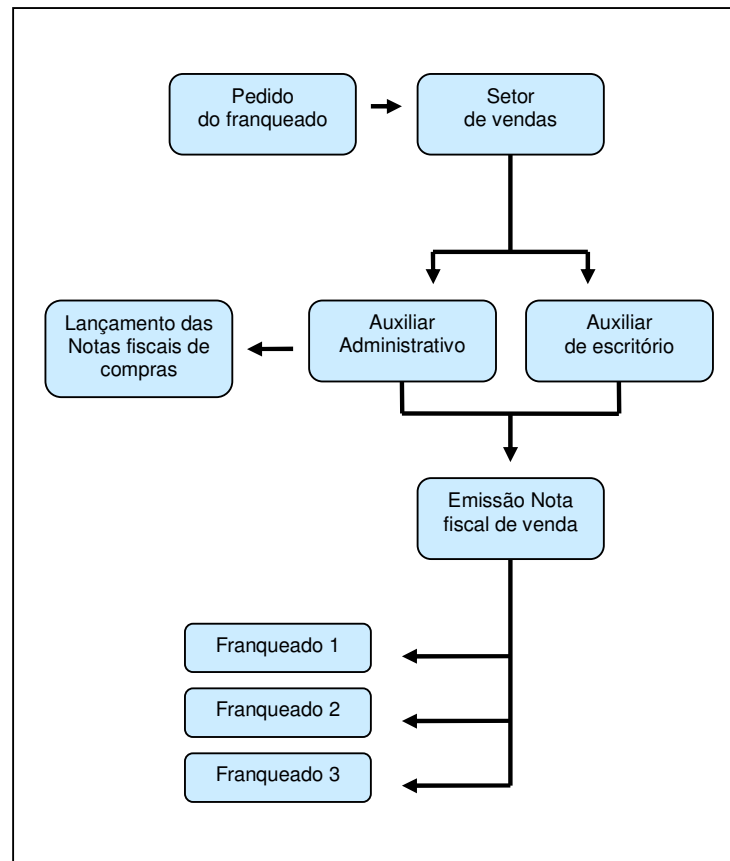 Pedido
do franqueado
Setor
de vendas
Lançamento das
Notas fiscais de
compras
Auxiliar
Administrativo
Auxiliar
de escritório
Emissão Nota
fiscal de venda
Franqueado 1
Franqueado 2
Franqueado 3